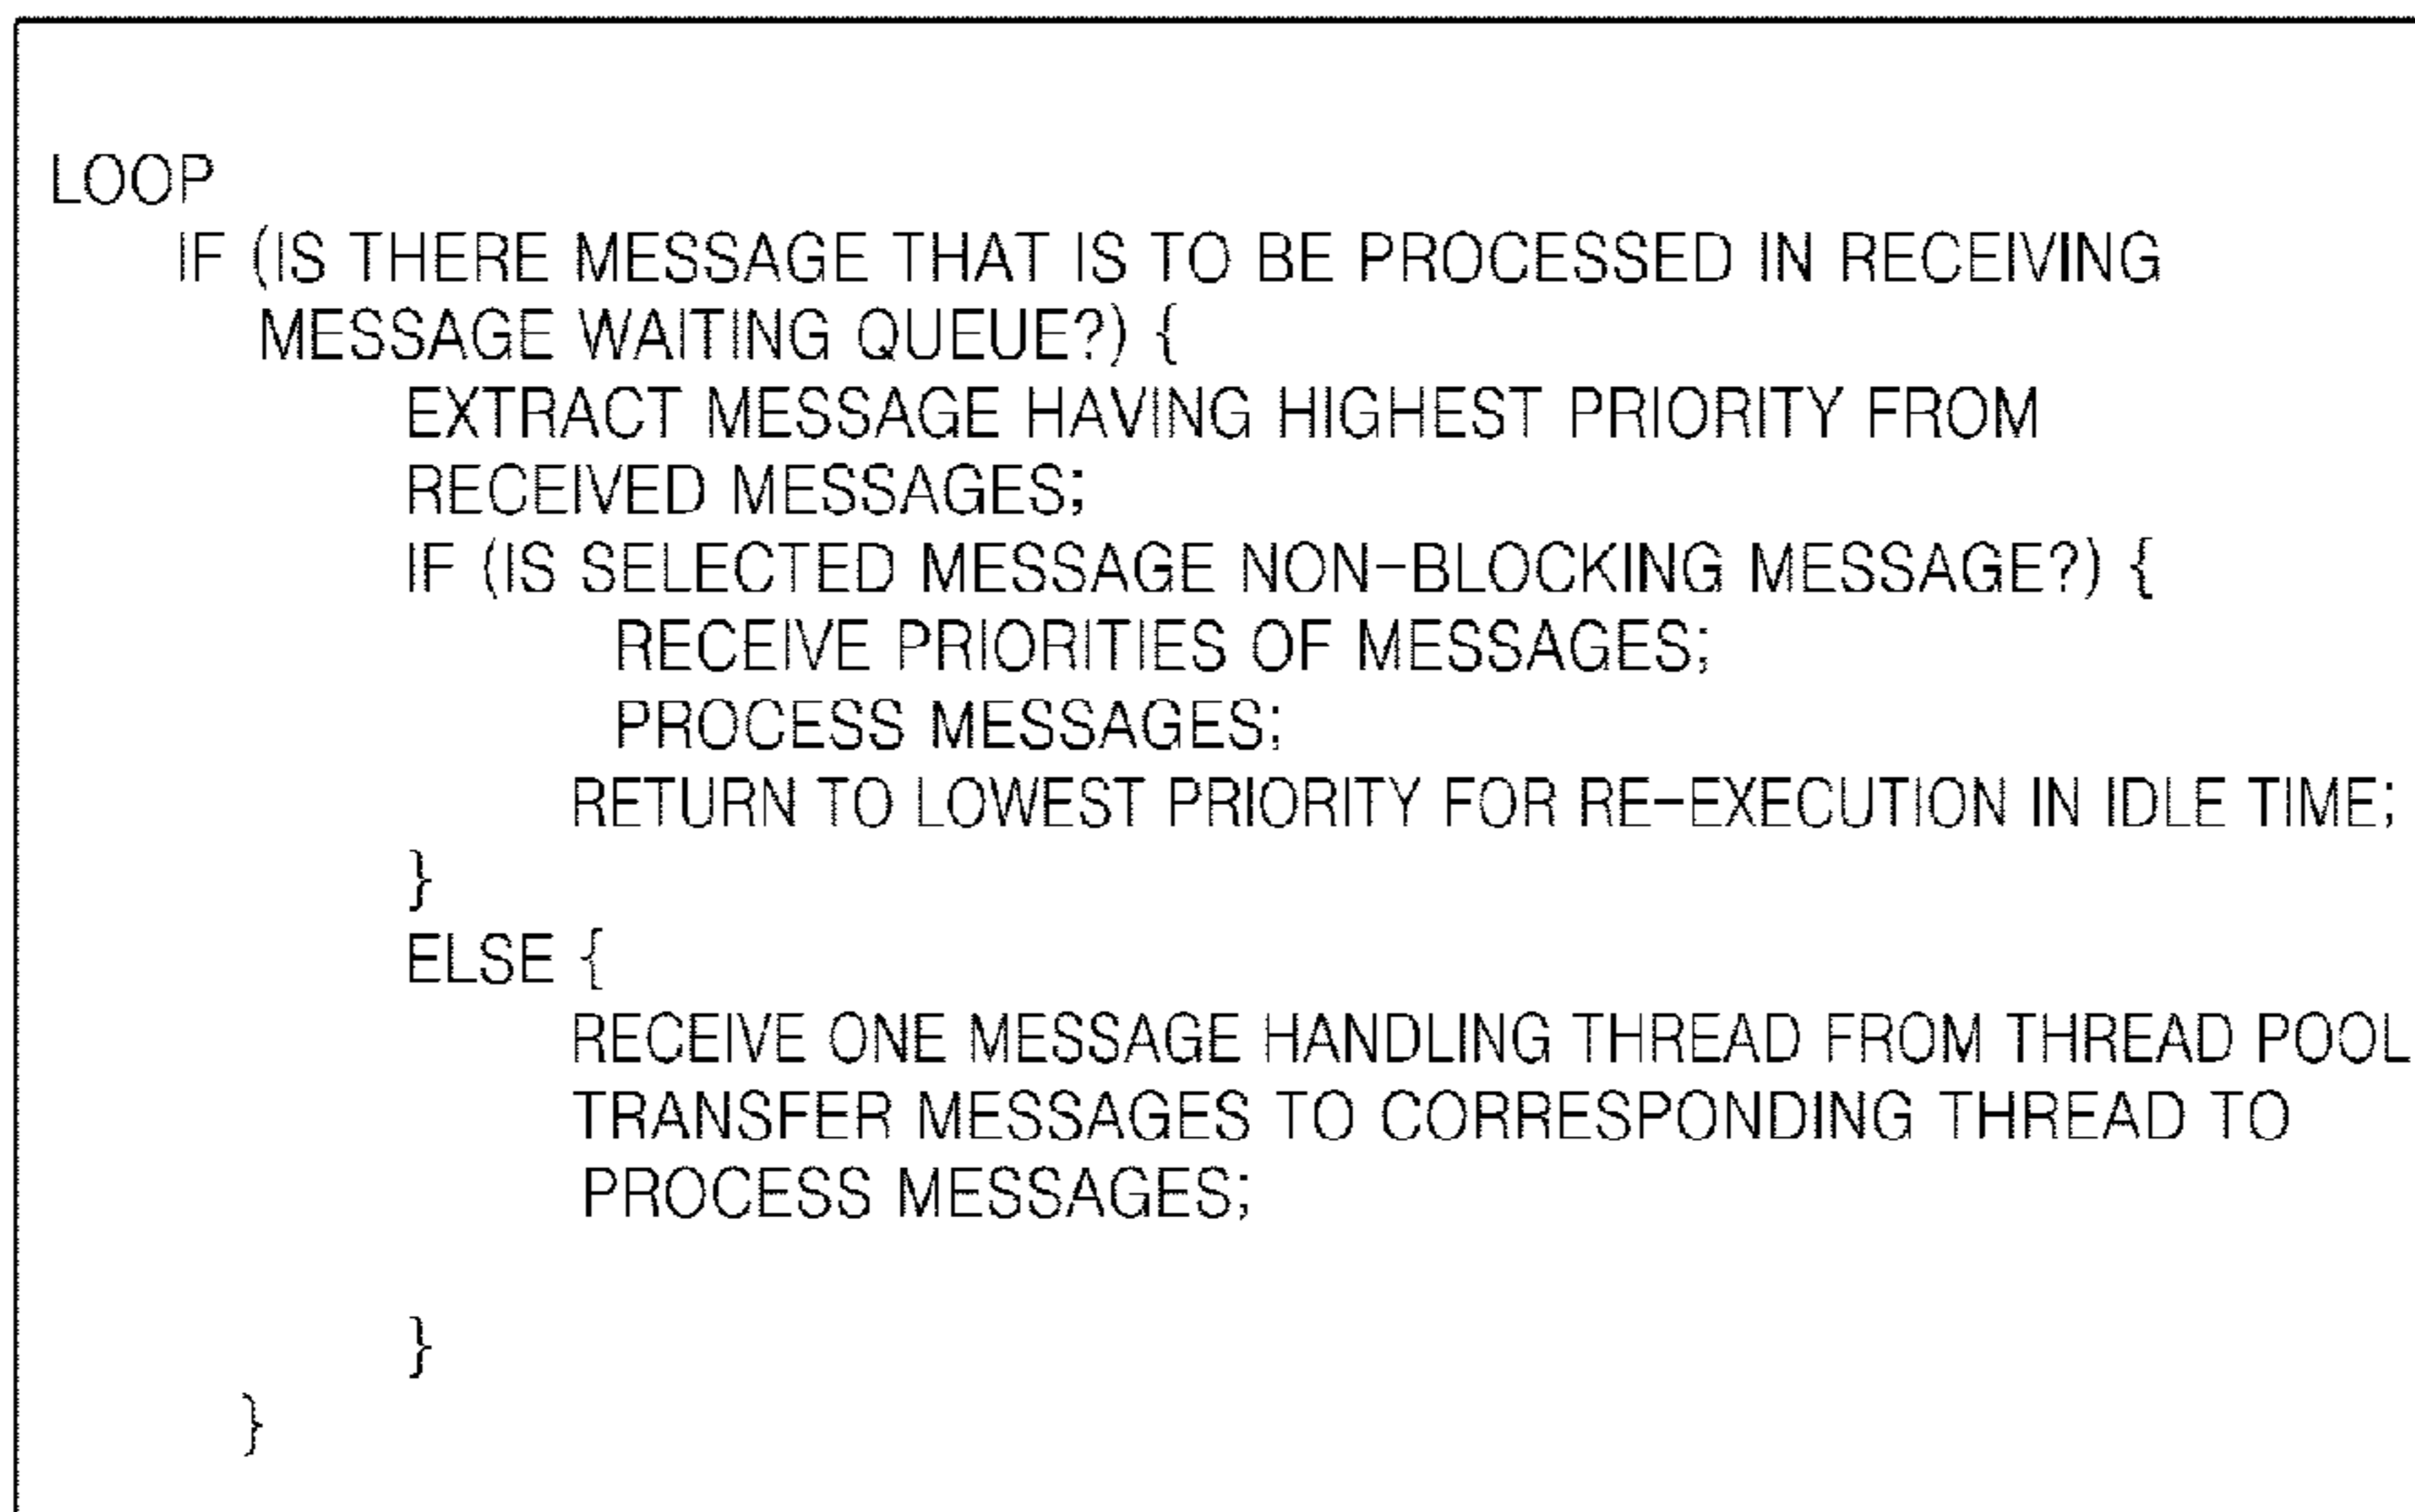 LOOP
IF (IS THERE MESSAGE THAT IS TO BE PROCESSED IN RECEIVING
MESSAGE WAITING QUEUE?) {
EXTRACT MESSAGE HAVING HIGHEST PRIORITY FROM
RECEIVED MESSAGES;
IF (IS SELECTED MESSAGE NON-BLOCKING MESSAGE?) {
RECEIVE PRIORITIES OF MESSAGES;
PROCESS MESSAGES;
RETURN TO LOWEST PRIORITY FOR RE-EXECUTION IN IDLE TIME;
}
ELSE {
RECEIVE ONE MESSAGE HANDLING THREAD FROM THREAD POOL
TRANSFER MESSAGES TO CORRESPONDING THREAD TO
PROCESS MESSAGES;
}
}